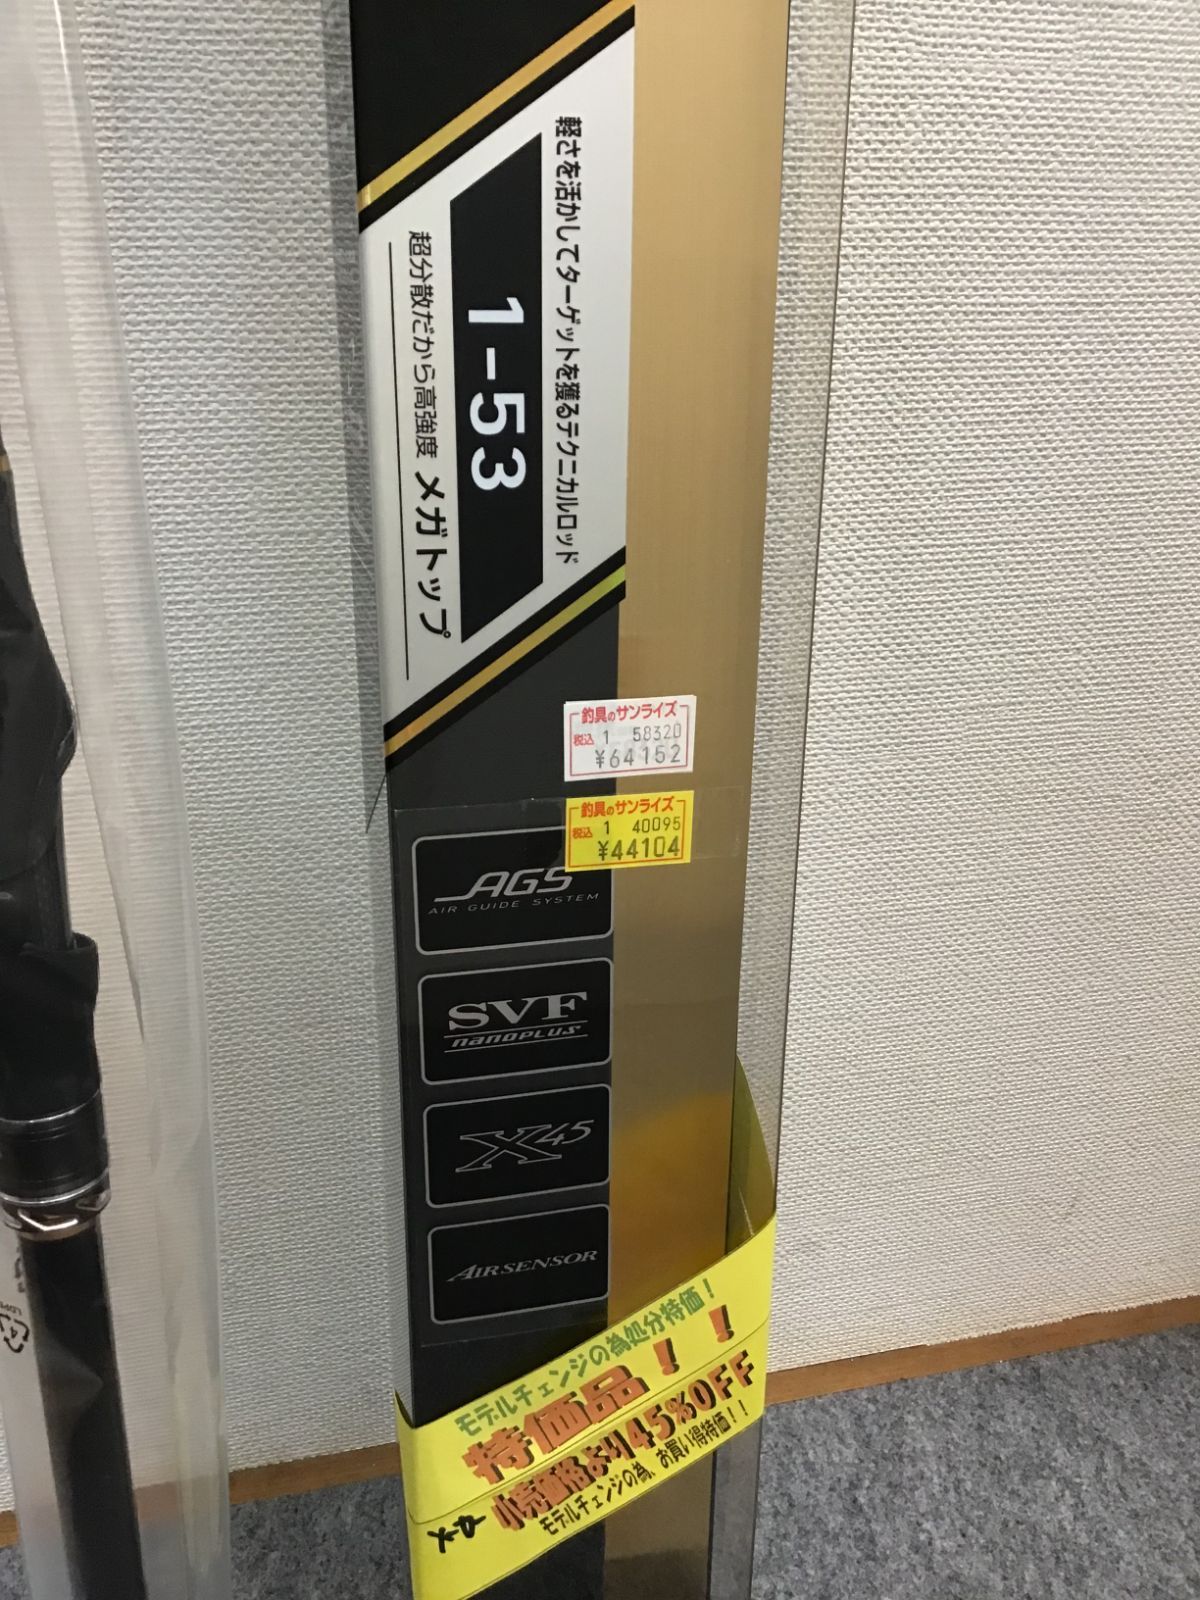 軽さを活かしてターゲットを獲るテクニカルロッド
1-53
超分散だから高強度 メガトップ
釣具のサンライズ
税込 1 58320
¥64152
釣具のサンライズ
税込 1 40095
¥44104
AGS
AIR GUIDE SYSTEM
SVF
nanoplus
X45
AIRSENSOR
モデルチェンジの為処分特価!
特価品!!
小売価格より45%OFF
モデルチェンジの為、お買い得特価!!